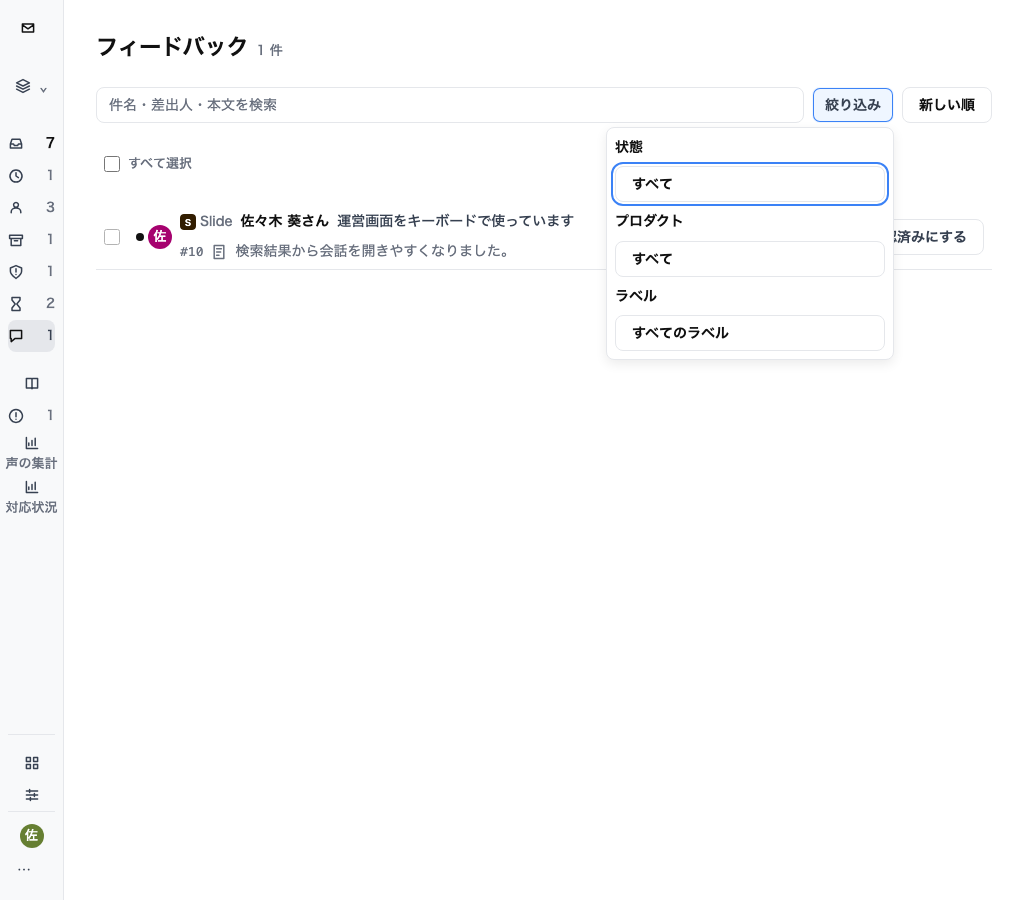 フィードバック 1 件
件名・差出人・本文を検索
絞り込み
新しい順
すべて選択
状態
すべて
プロダクト
すべて
ラベル
すべてのラベル
s Slide 佐々木 葵さん 運営画面をキーボードで使っています
佐
#10 検索結果から会話を開きやすくなりました。
済みにする
7
1
3
1
1
2
1
1
声の集計
対応状況
佐
…